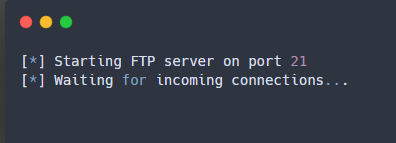 [*] Starting FTP server on port 21
[*] Waiting for incoming connections...